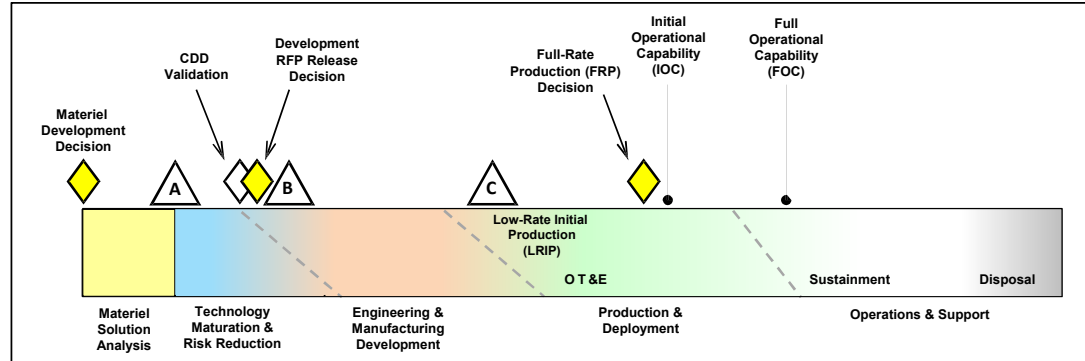 Materiel
Development
Decision
CDD
Validation
Development
RFP Release
Decision
Full-Rate
Production (FRP)
Decision
Initial
Operational
Capability
(IOC)
Full
Operational
Capability
(FOC)
A
B
C
Low-Rate Initial
Production
(LRIP)
O T &E
Sustainment
Disposal
Materiel
Solution
Analysis
Technology
Maturation &
Risk Reduction
Engineering &
Manufacturing
Development
Production &
Deployment
Operations & Support